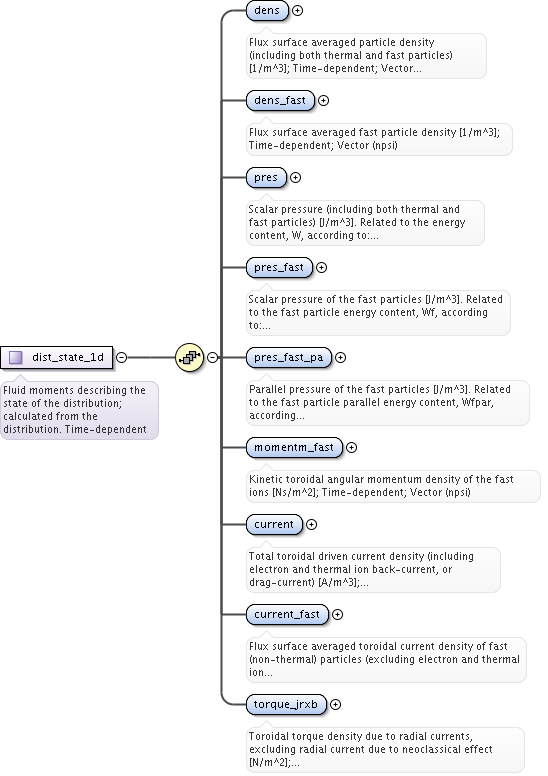 dens
Flux surface averaged particle density
(including both thermal and fast particles)
[1/m^3]; Time-dependent; Vector...
dens_fast
Flux surface averaged fast particle density [1/m^3];
Time-dependent; Vector (npsi)
pres
Scalar pressure (including both thermal and
fast particles) [J/m^3]. Related to the energy
content, W, according to:...
pres_fast
Scalar pressure of the fast particles [J/m^3]. Related
to the fast particle energy content, Wf, according
to:...
dist_state_1d
Fluid moments describing the
state of the distribution;
calculated from the
distribution. Time-dependent
pres_fast_pa
Parallel pressure of the fast particles [J/m^3]. Related
to the fast particle parallel energy content, Wfpar,
according...
momentm_fast
Kinetic toroidal angular momentum density of the fast
ions [Ns/m^2]; Time-dependent; Vector (npsi)
current
Total toroidal driven current density (including
electron and thermal ion back-current, or
drag-current) [A/m^3];...
current_fast
Flux surface averaged toroidal current density of fast
(non-thermal) particles (excluding electron and thermal
ion...
torque_jrxb
Toroidal torque density due to radial currents,
excluding radial current due to neoclassical effect
[N/m^2];...